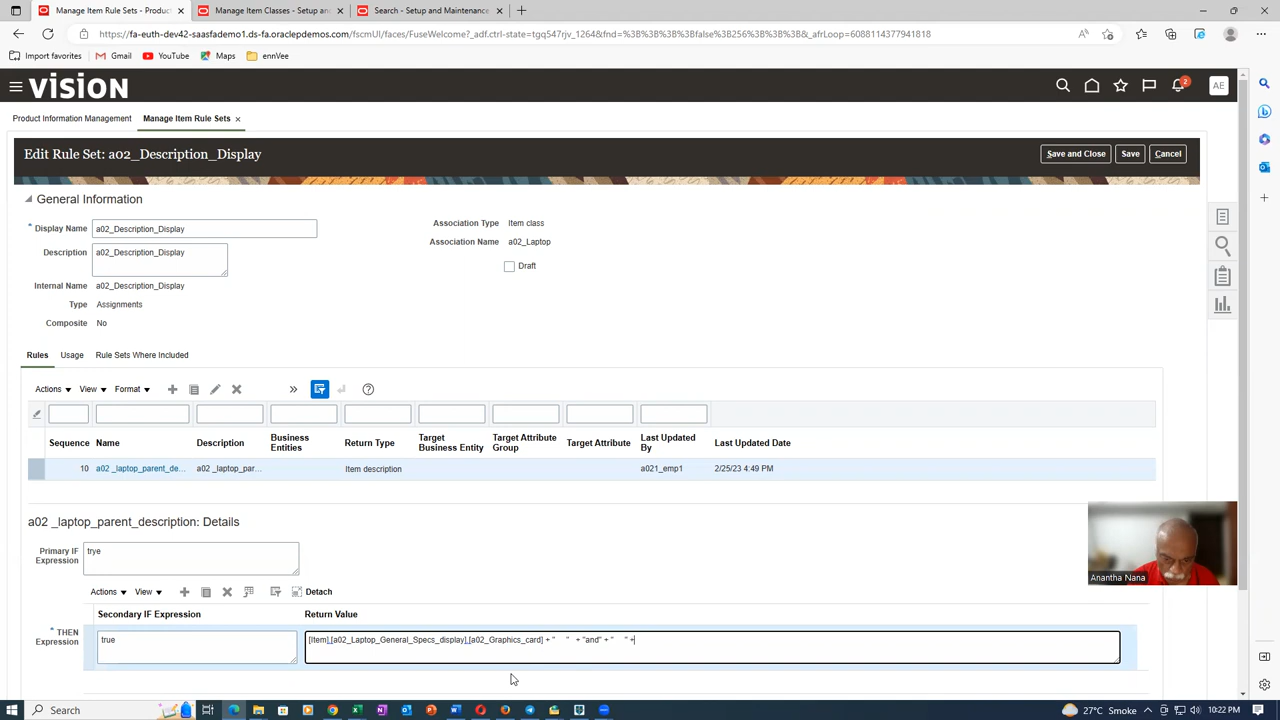 Manage Item Rule Sets - Product
Manage Item Classes - Setup and
Search - Setup and Maintenance
https://fa-euth-dev42-saasfademo1.ds-fa.oraclepdemos.com/fscmUI/faces/FuseWelcome?_adf.ctrl-state=tgq547rjv_1264&fnd=%3B%3B%3B%3Bfalse%3B256%3B%3B%3B&_afrLoop=6088114377941818
Import favorites
Gmail
YouTube
Maps
ennVee
VISION
2
AE
Product Information Management
Manage Item Rule Sets
Edit Rule Set: a02_Description_Display
Save and Close
Save
Cancel
General Information
* Display Name a02_Description_Display
Description a02_Description_Display
Internal Name a02_Description_Display
Type Assignments
Composite No
Association Type Item class
Association Name a02_Laptop
Draft
Rules Usage Rule Sets Where Included
Actions View Format
Sequence Name Description Business Entities Return Type Target Business Entity Target Attribute Group Target Attribute Last Updated By Last Updated Date
10 a02 _laptop_parent_de... a02 _laptop_par... Item description a021_emp1 2/25/23 4:49 PM
a02 _laptop_parent_description: Details
Primary IF Expression trye
Actions View Detach
Secondary IF Expression Return Value
* THEN Expression true [Item].[a02_Laptop_General_Specs_display].[a02_Graphics_card] + " " + "and" + " " +
Anantha Nana
Search
27°C Smoke
10:22 PM